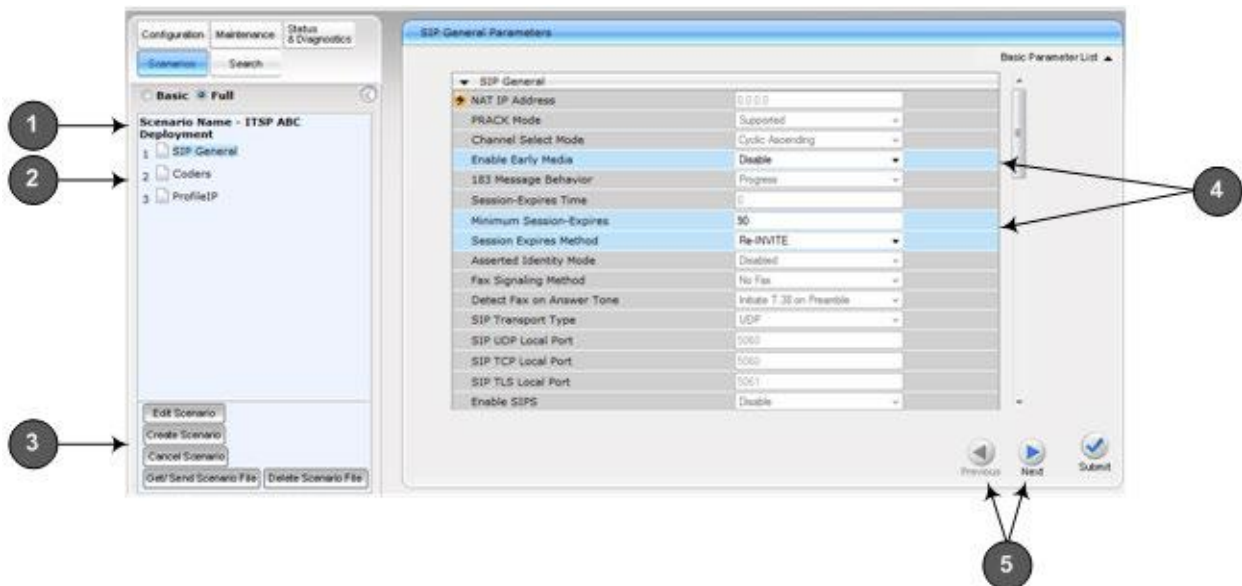 Configuration Maintenance Status & Diagnostics
Scenarios Search
Basic Full
1
Scenario Name - ITSP ABC Deployment
1 SIP General
2
2 Coders
3 ProfileIP
3
Edit Scenario
Create Scenario
Cancel Scenario
Get/Send Scenario File Delete Scenario File
SIP General Parameters
Basic Parameter List
SIP General
NAT IP Address 0.0.0.0
PRACK Mode Supported
Channel Select Mode Cyclic Ascending
Enable Early Media Disable
183 Message Behavior Progress
Session-Expires Time 0
Minimum Session-Expires 90
Session Expires Method Re-INVITE
Asserted Identity Mode Disabled
Fax Signaling Method No Fax
Detect Fax on Answer Tone Initiate T.38 on Preamble
SIP Transport Type UDP
SIP UDP Local Port 5060
SIP TCP Local Port 5060
SIP TLS Local Port 5061
Enable SIPS Disable
4
Previous Next Submit
5